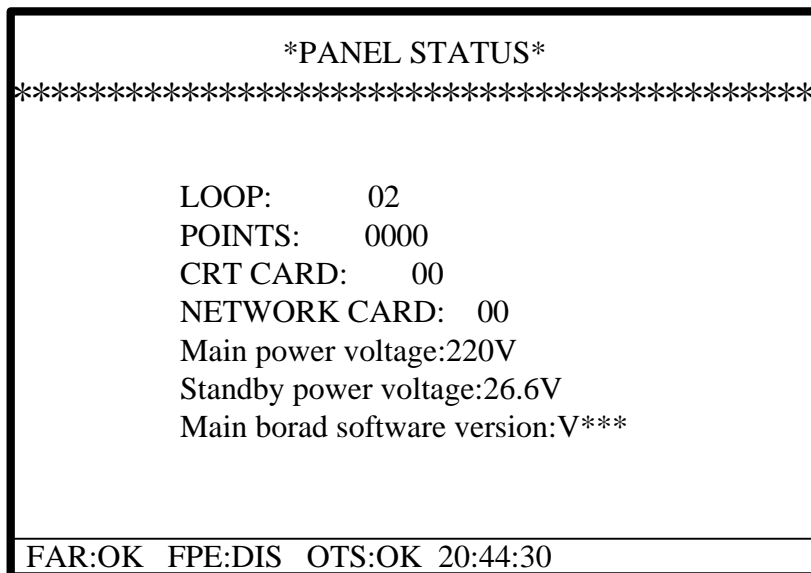 *PANEL STATUS*
*******************************************
LOOP: 02
POINTS: 0000
CRT CARD: 00
NETWORK CARD: 00
Main power voltage:220V
Standby power voltage:26.6V
Main borad software version:V***
FAR:OK FPE:DIS OTS:OK 20:44:30